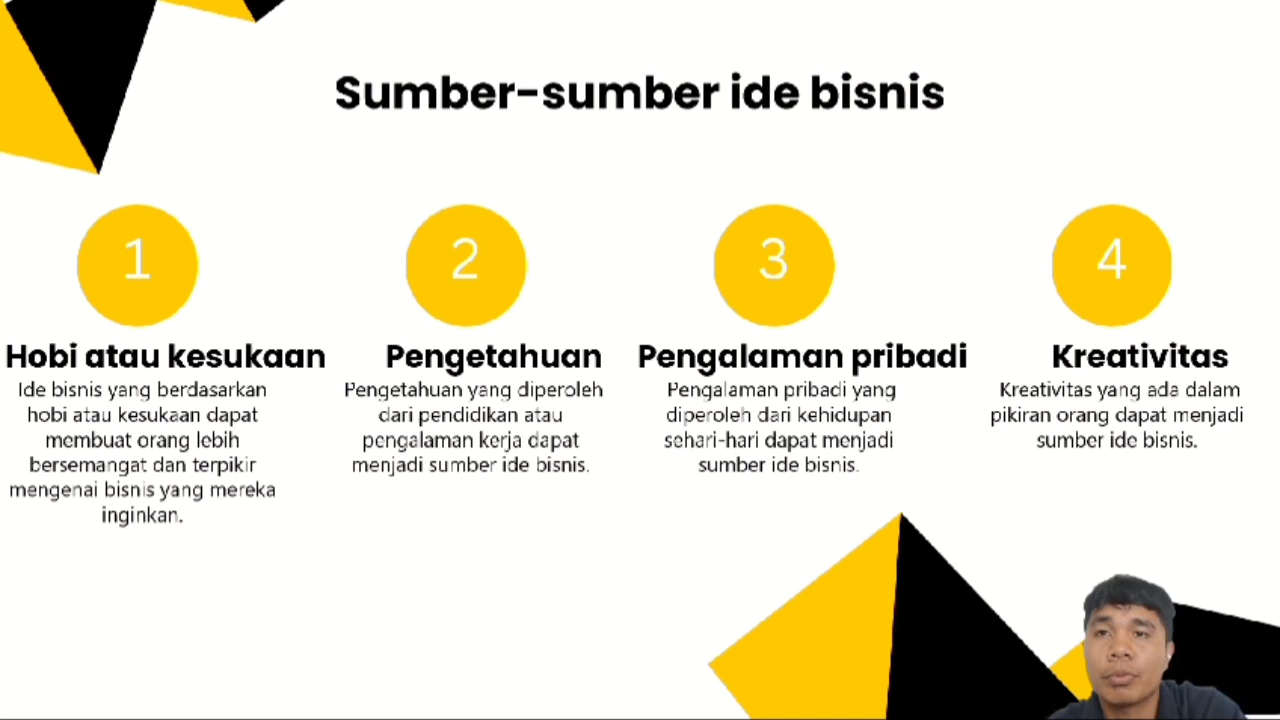 Sumber-sumber ide bisnis
1
Hobi atau kesukaan
Ide bisnis yang berdasarkan
hobi atau kesukaan dapat
membuat orang lebih
bersemangat dan terpikir
mengenai bisnis yang mereka
inginkan.
2
Pengetahuan
Pengetahuan yang diperoleh
dari pendidikan atau
pengalaman kerja dapat
menjadi sumber ide bisnis.
3
Pengalaman pribadi
Pengalaman pribadi yang
diperoleh dari kehidupan
sehari-hari dapat menjadi
sumber ide bisnis.
4
Kreativitas
Kreativitas yang ada dalam
pikiran orang dapat menjadi
sumber ide bisnis.